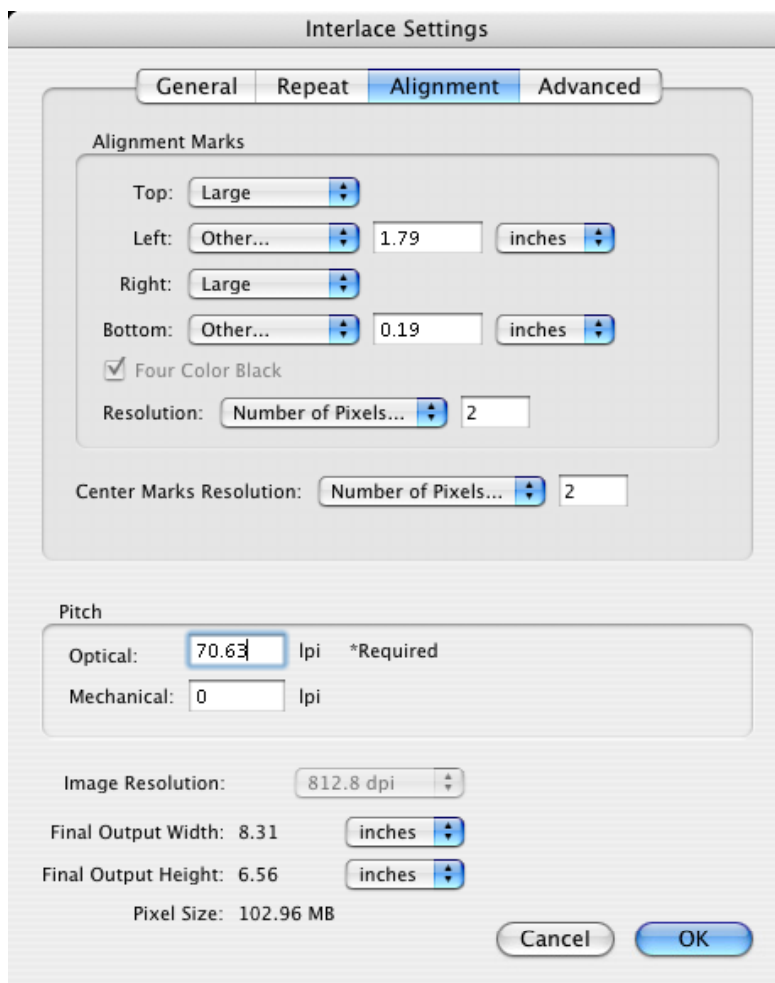 Interlace Settings
General Repeat Alignment Advanced
Alignment Marks
Top: Large
Left: Other... 1.79 inches
Right: Large
Bottom: Other... 0.19 inches
Four Color Black
Resolution: Number of Pixels... 2
Center Marks Resolution: Number of Pixels... 2
Pitch
Optical: 70.63 lpi *Required
Mechanical: 0 lpi
Image Resolution: 812.8 dpi
Final Output Width: 8.31 inches
Final Output Height: 6.56 inches
Pixel Size: 102.96 MB
Cancel OK